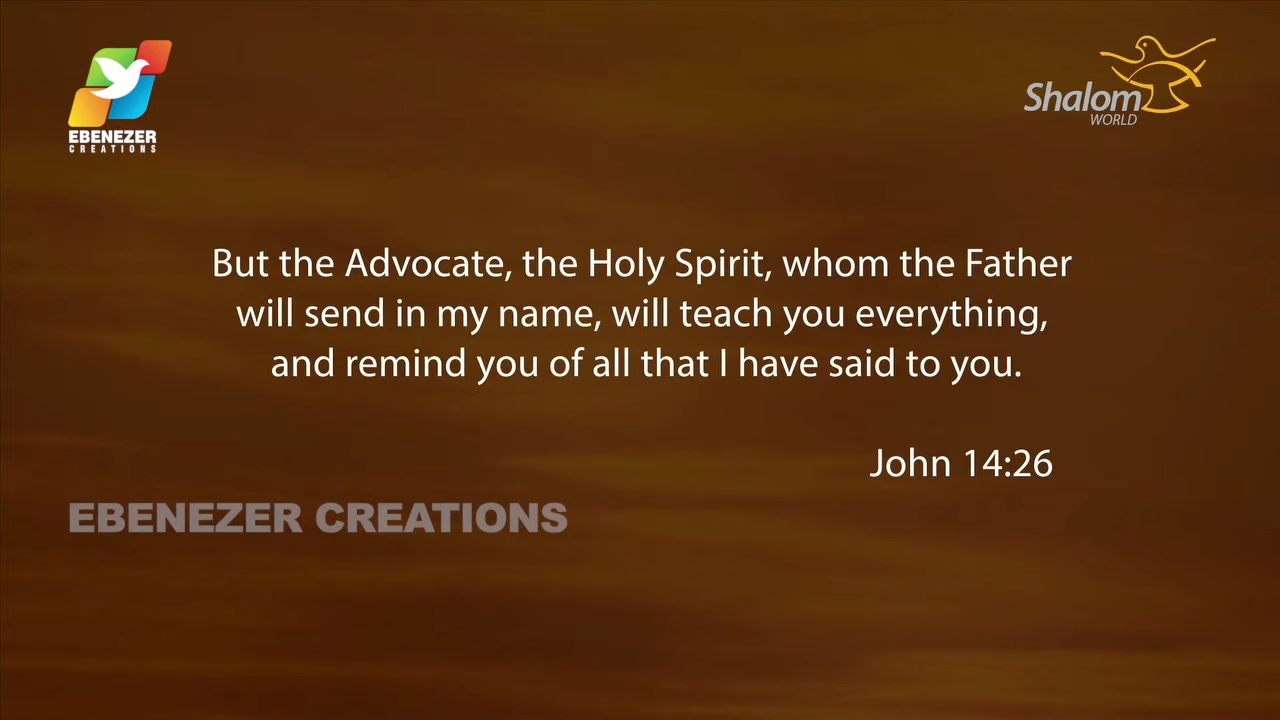 EBENEZER
CREATIONS
Shalom
WORLD
But the Advocate, the Holy Spirit, whom the Father
will send in my name, will teach you everything,
and remind you of all that I have said to you.
John 14:26
EBENEZER CREATIONS